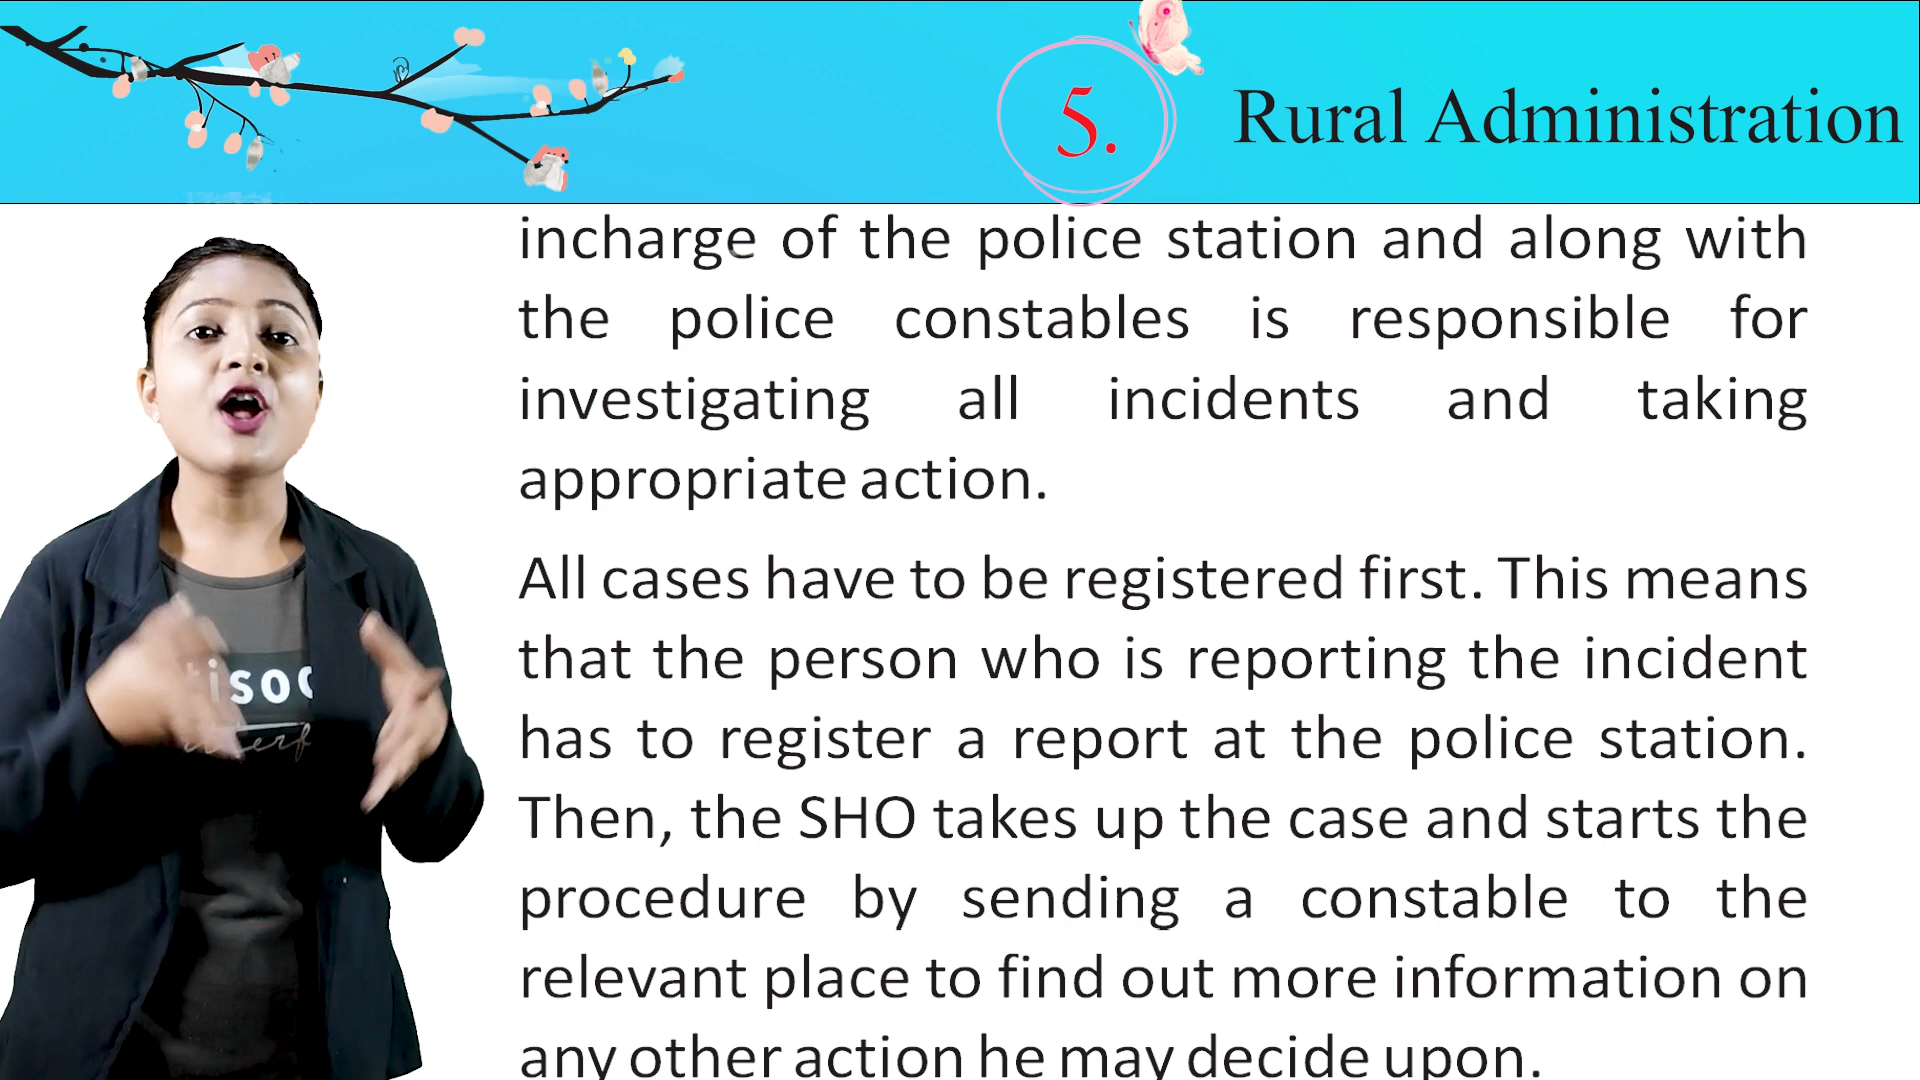 5. Rural Administration
incharge of the police station and along with
the police constables is responsible for
investigating all incidents and taking
appropriate action.
All cases have to be registered first. This means
that the person who is reporting the incident
has to register a report at the police station.
Then, the SHO takes up the case and starts the
procedure by sending a constable to the
relevant place to find out more information on
any other action he may decide upon.